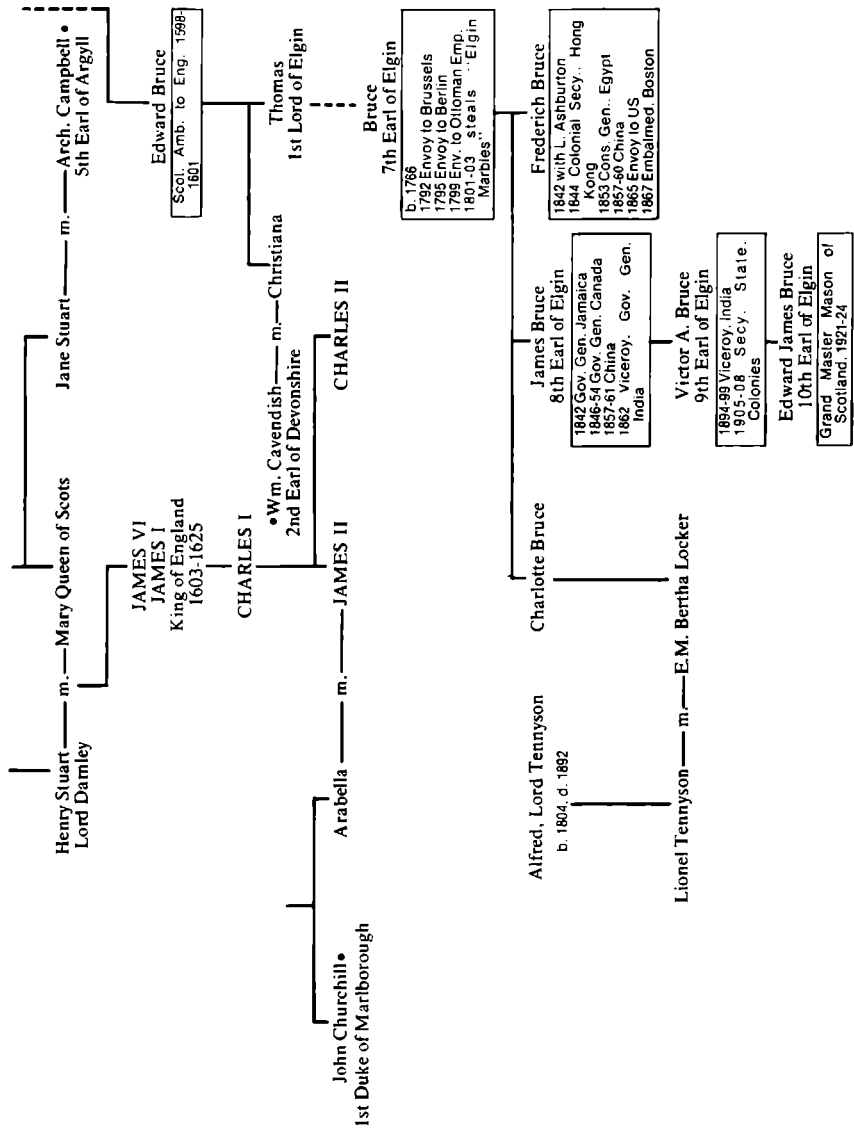 Henry Stuart — m. — Mary Queen of Scots
Lord Darnley
Jane Stuart — m. — Arch. Campbell •
5th Earl of Argyll
JAMES VI
JAMES I
King of England
1603-1625
Edward Bruce
Scot. Amb. to Eng. 1598-
1601
CHARLES I
•Wm. Cavendish — m. — Christiana
2nd Earl of Devonshire
Thomas
1st Lord of Elgin
John Churchill•
1st Duke of Marlborough
Arabella — m. — JAMES II
CHARLES II
Bruce
7th Earl of Elgin
b. 1766
1792 Envoy to Brussels
1795 Envoy to Berlin
1799 Env. to Ottoman Emp.
1801-03 steals "Elgin
Marbles"
Alfred, Lord Tennyson
b. 1804, d. 1892
Charlotte Bruce
James Bruce
8th Earl of Elgin
1842 Gov. Gen. Jamaica
1846-54 Gov. Gen. Canada
1857-61 China
1862 Viceroy. Gov. Gen.
India
Frederich Bruce
1842 with L. Ashburton
1844 Colonial Secy., Hong
Kong
1853 Cons. Gen., Egypt
1857-60 China
1865 Envoy to US
1867 Embalmed, Boston
Lionel Tennyson — m. — E.M. Bertha Locker
Victor A. Bruce
9th Earl of Elgin
1894-99 Viceroy, India
1905-08 Secy. State.
Colonies
Edward James Bruce
10th Earl of Elgin
Grand Master Mason of
Scotland, 1921-24